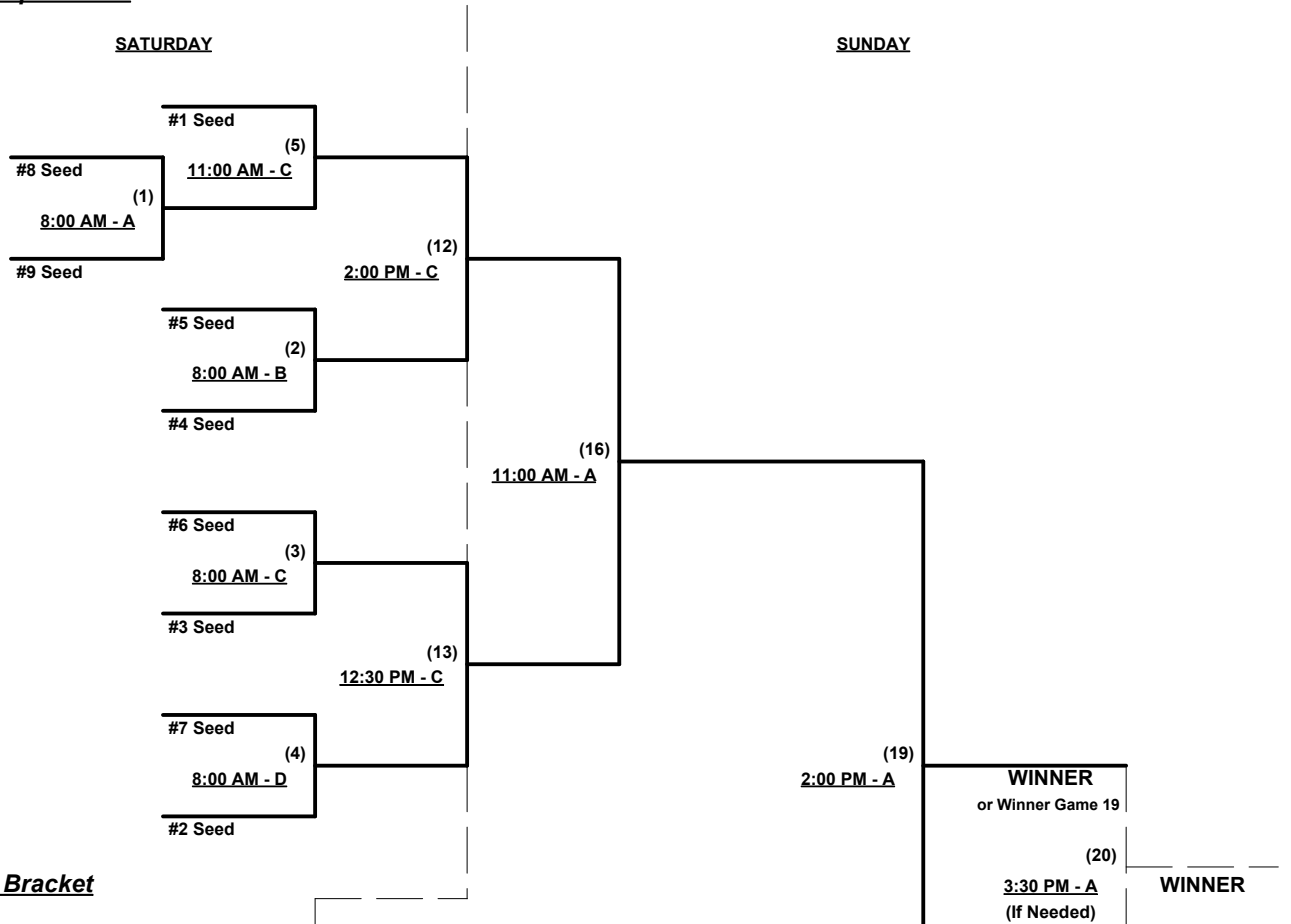 SATURDAY
SUNDAY
#1 Seed
(5)
11:00 AM - C
#8 Seed
(1)
8:00 AM - A
#9 Seed
(12)
2:00 PM - C
#5 Seed
(2)
8:00 AM - B
#4 Seed
(16)
11:00 AM - A
#6 Seed
(3)
8:00 AM - C
#3 Seed
(13)
12:30 PM - C
#7 Seed
(4)
8:00 AM - D
#2 Seed
(19)
2:00 PM - A
WINNER
or Winner Game 19
(20)
3:30 PM - A
(If Needed)
WINNER
Bracket